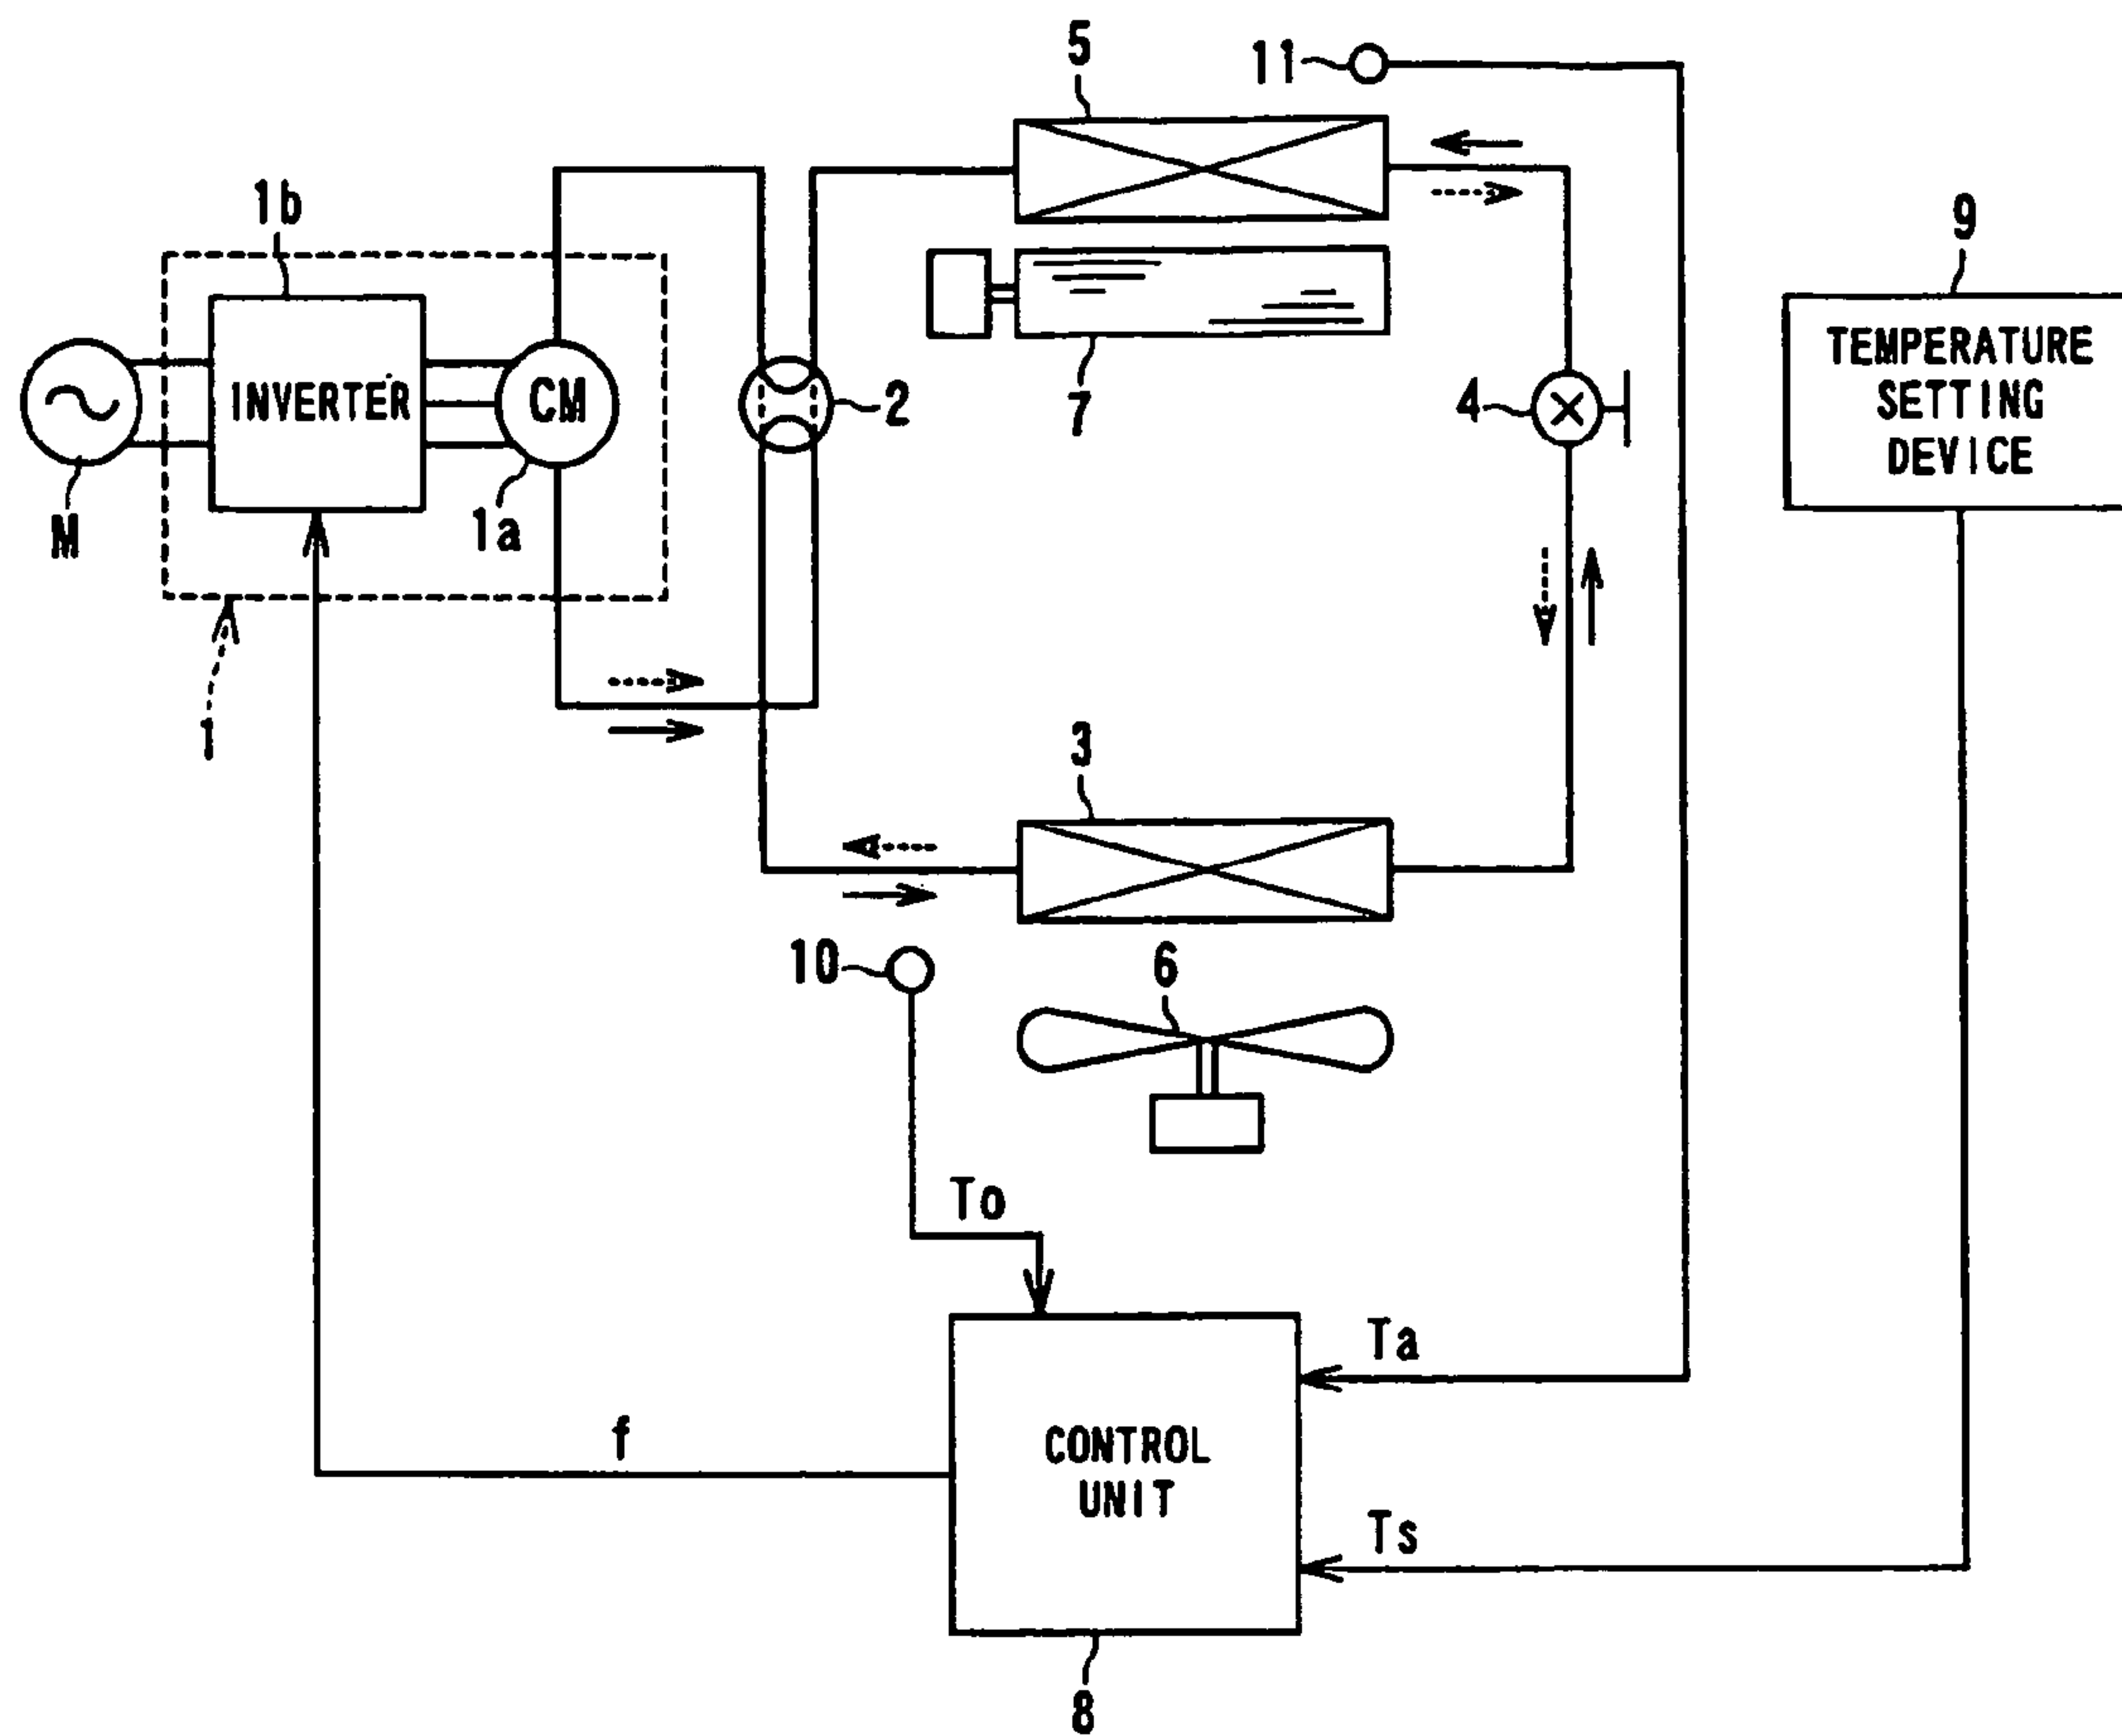 5
11
1b
9
TEMPERATURE
SETTING
DEVICE
INVERTER
CM
2
7
4
1a
M
1
3
10
6
To
Ta
f
CONTROL
UNIT
Ts
8